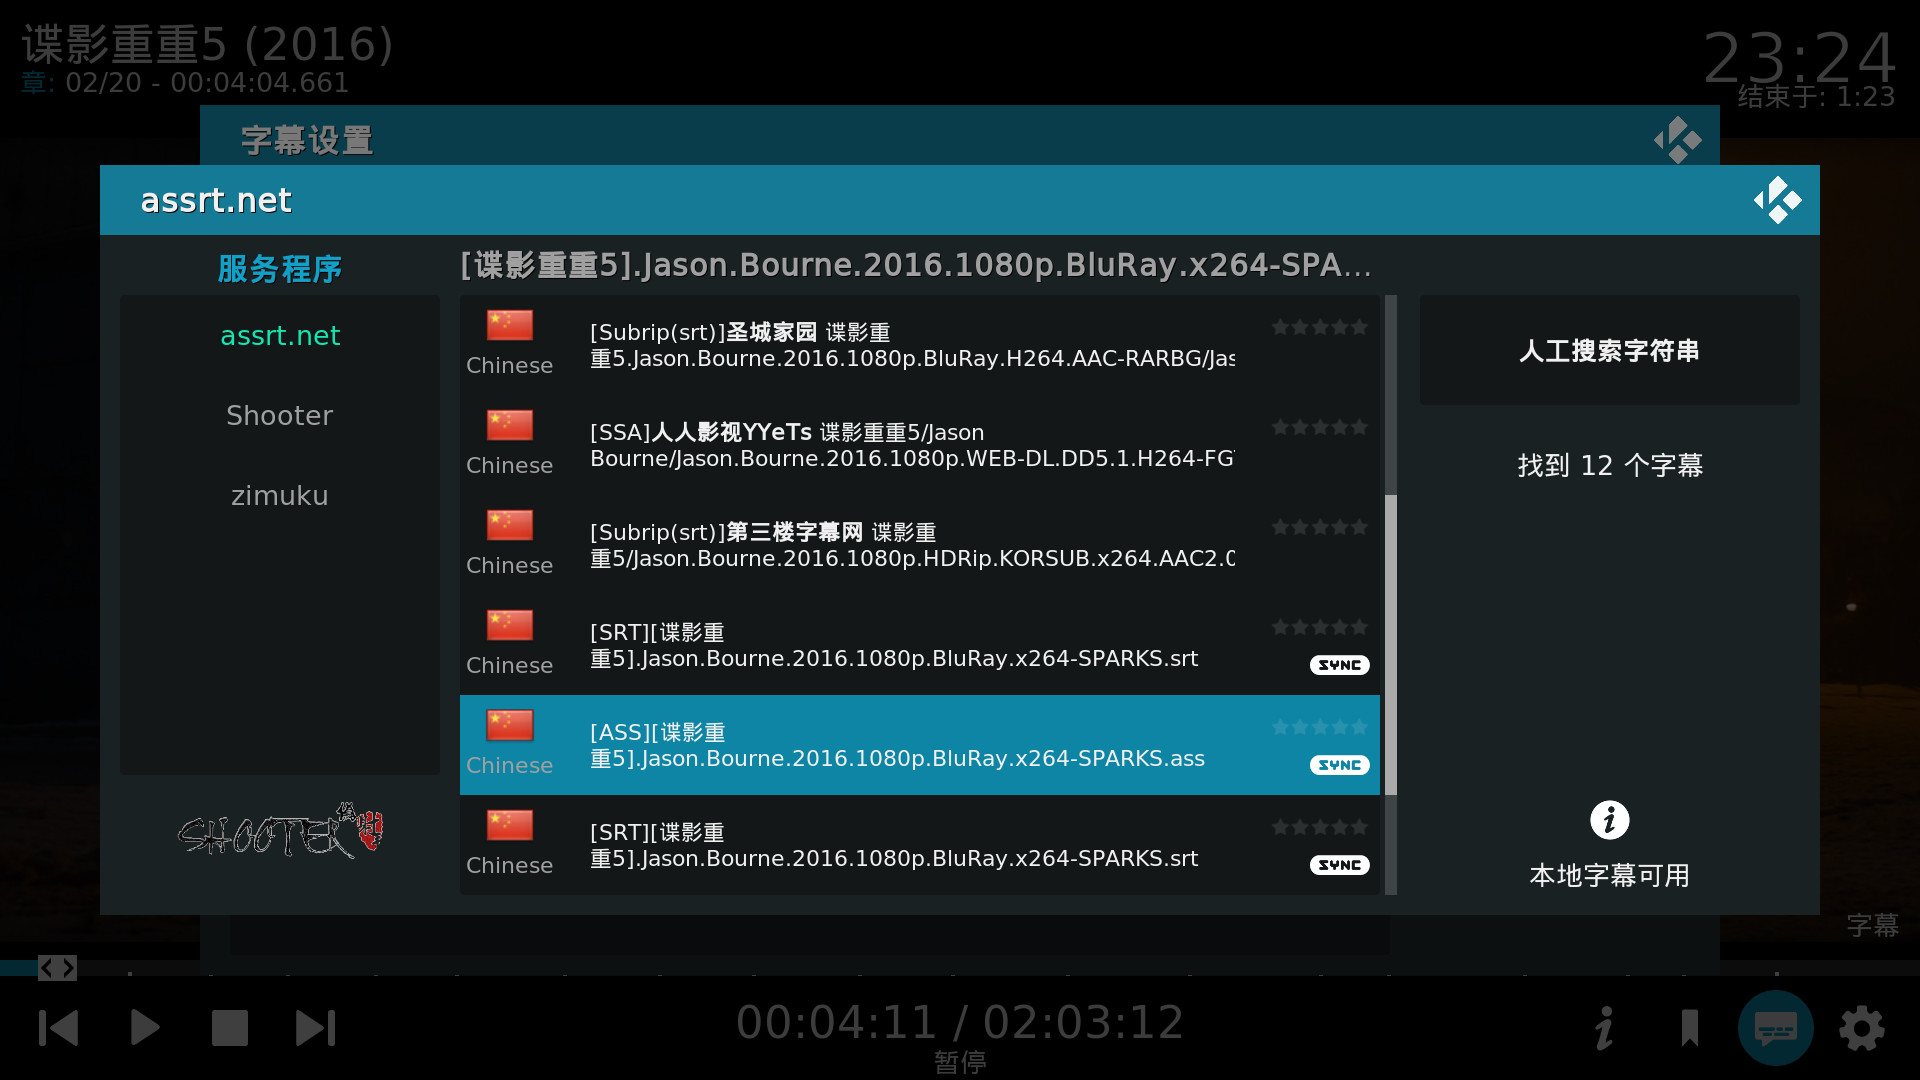 谍影重重5 (2016)
章: 02/20 - 00:04:04.661
23:24
结束于: 1:23
字幕设置
assrt.net
服务程序
assrt.net
Shooter
zimuku
SHOOTER
[谍影重重5].Jason.Bourne.2016.1080p.BluRay.x264-SPA...
Chinese
[Subrip(srt)]圣城家园 谍影重
重5.Jason.Bourne.2016.1080p.BluRay.H264.AAC-RARBG/Jas
Chinese
[SSA]人人影视YYeTs 谍影重重5/Jason
Bourne/Jason.Bourne.2016.1080p.WEB-DL.DD5.1.H264-FG
Chinese
[Subrip(srt)]第三楼字幕网 谍影重
重5/Jason.Bourne.2016.1080p.HDRip.KORSUB.x264.AAC2.0
Chinese
[SRT][谍影重
重5].Jason.Bourne.2016.1080p.BluRay.x264-SPARKS.srt
SYNC
Chinese
[ASS][谍影重
重5].Jason.Bourne.2016.1080p.BluRay.x264-SPARKS.ass
SYNC
Chinese
[SRT][谍影重
重5].Jason.Bourne.2016.1080p.BluRay.x264-SPARKS.srt
SYNC
人工搜索字符串
找到 12 个字幕
本地字幕可用
字幕
00:04:11 / 02:03:12
暂停